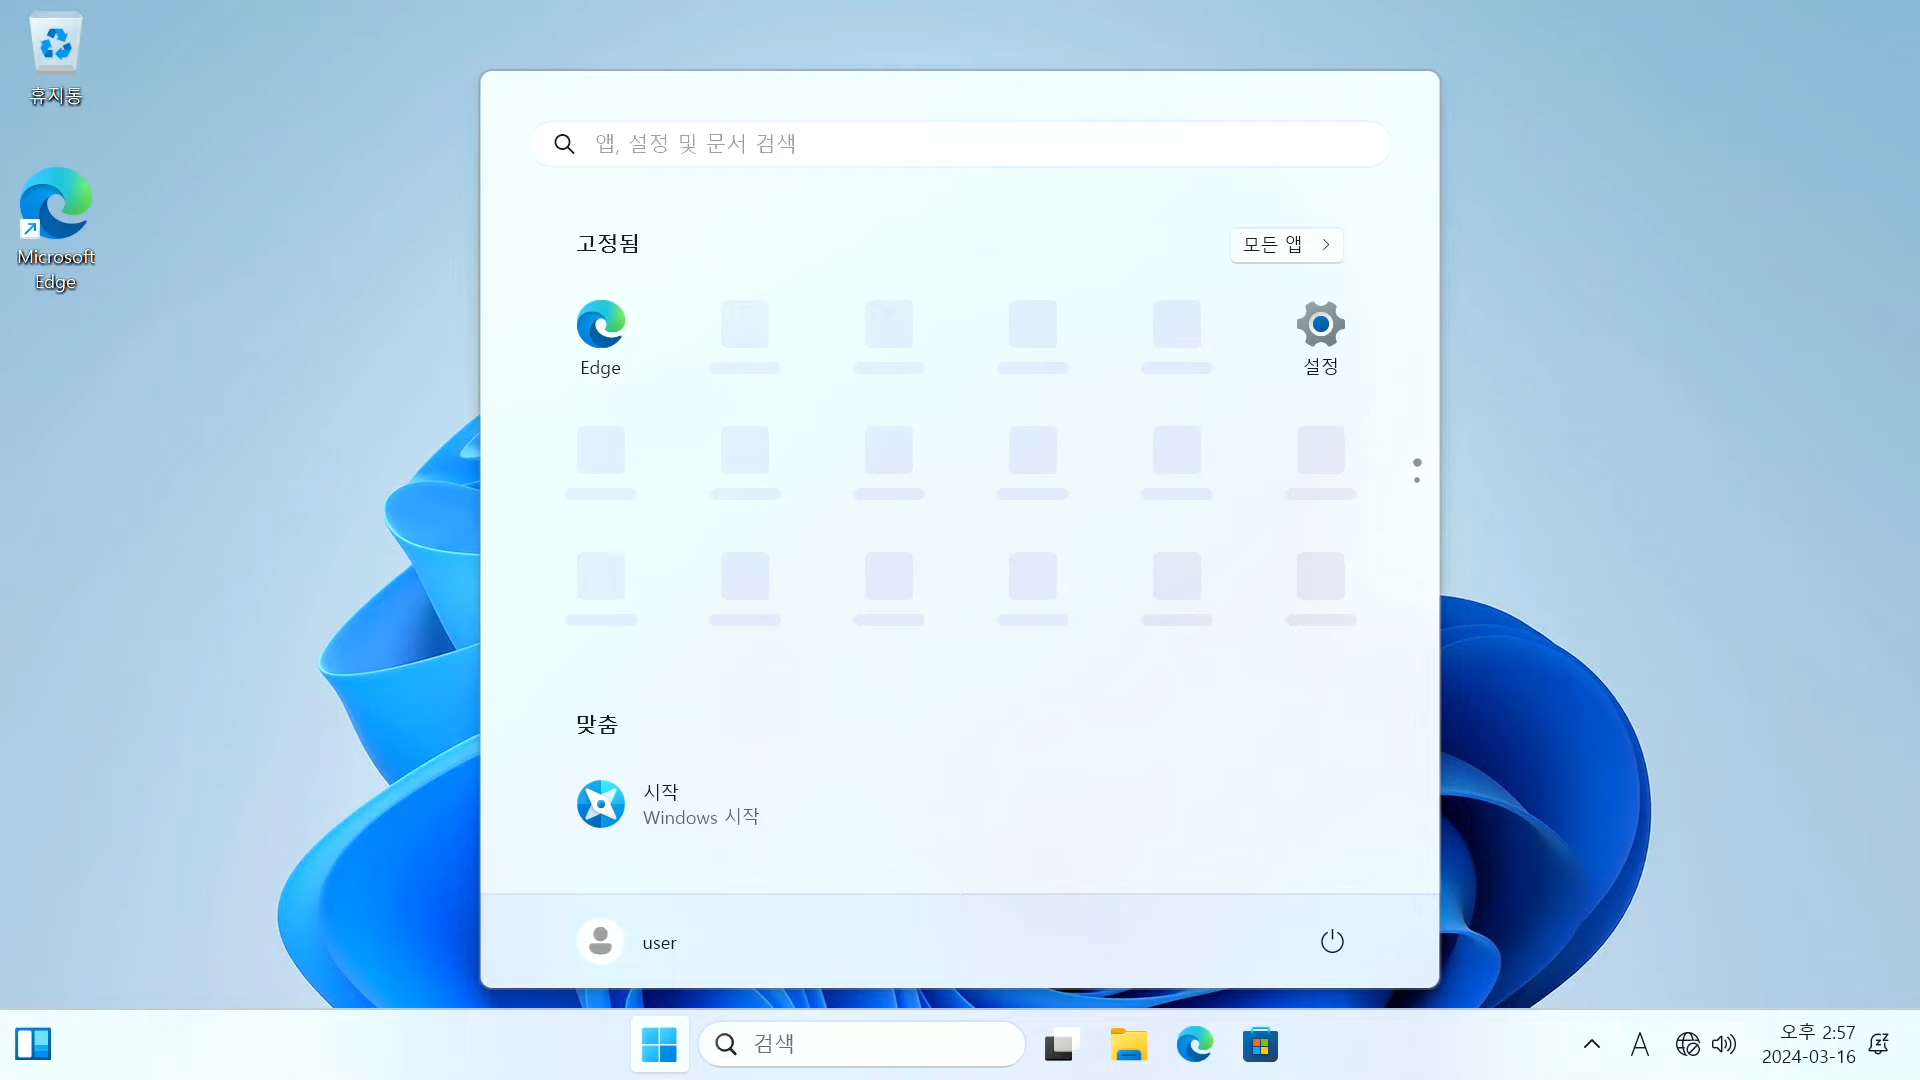 휴지통
Microsoft
Edge
앱, 설정 및 문서 검색
고정됨
모든 앱
Edge
설정
맞춤
시작
Windows 시작
user
검색
A
오후 2:57
2024-03-16